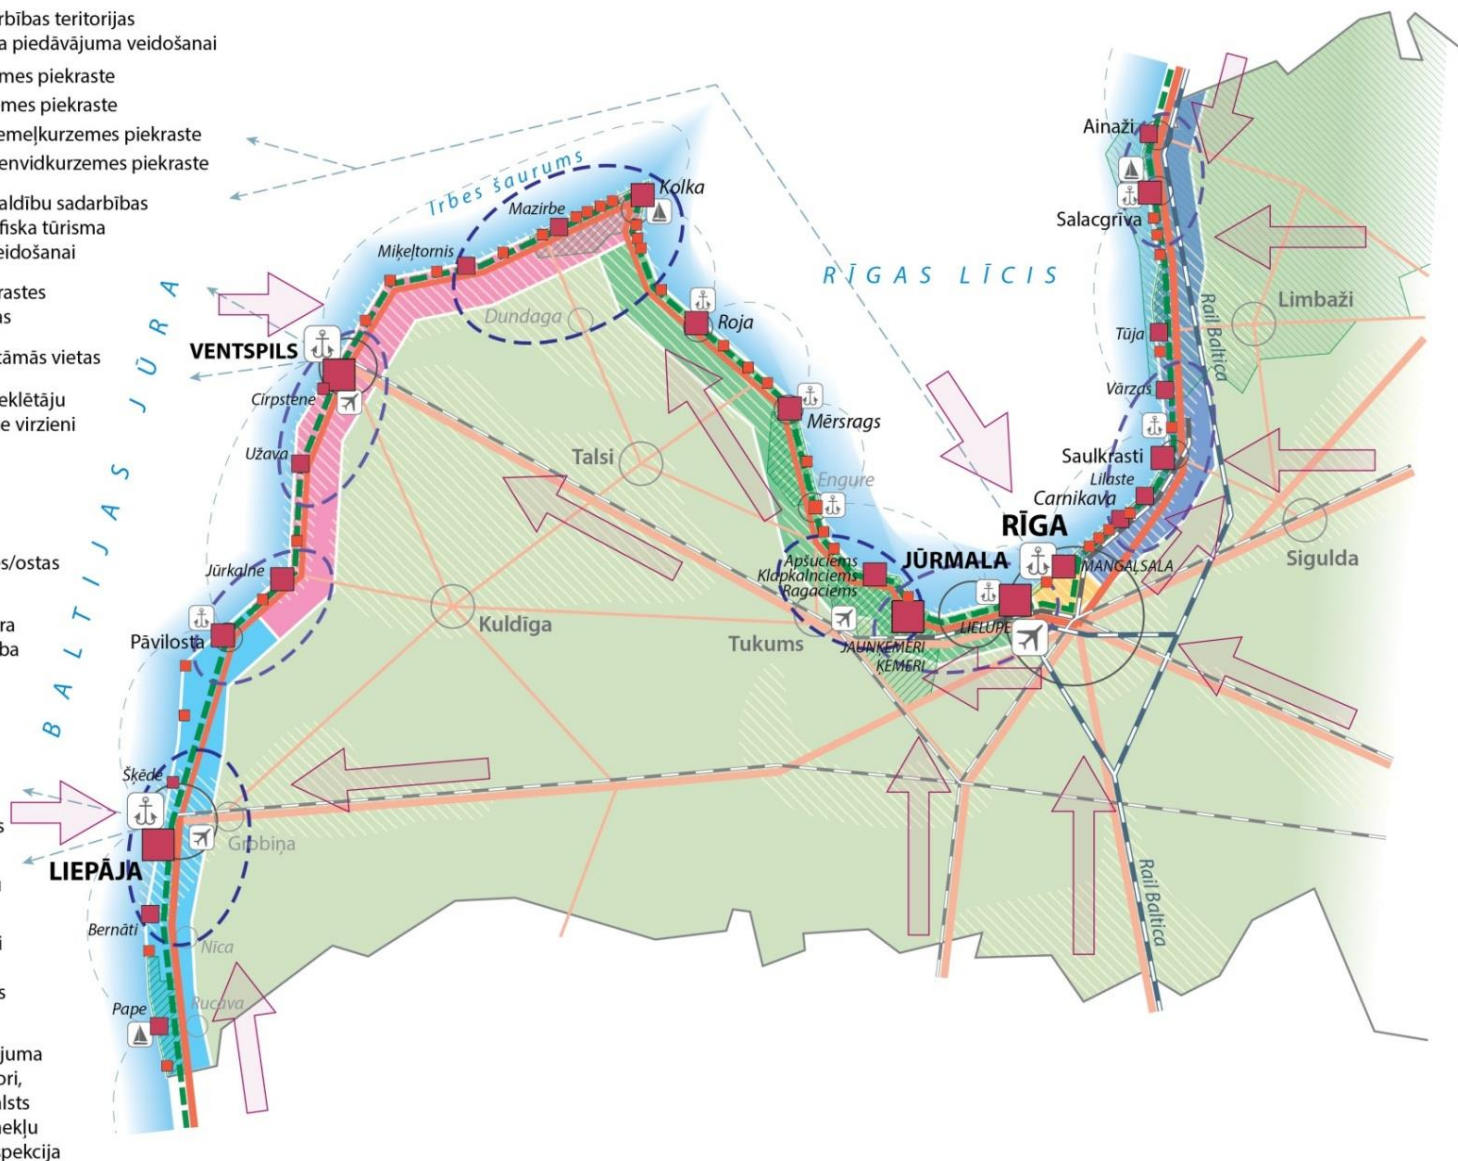 rbības teritorijas
a piedāvājuma veidošanai
mes piekraste
mes piekraste
emeļkurzemes piekraste
envidkurzemes piekraste
aldību sadarbības
fiska tūrisma
eidošanai
rastes
as
tāmās vietas
eklētāju
e virzieni
s/ostas
ra
ba
s
i
s
juma
ori,
lsts
nekļu
spekcija
Irbes šaurums
Kolka
Mazirbe
Miķeļtornis
Dundaga
BALTIJAS JŪRA
RĪGAS LĪCIS
Ainaži
Salacgrīva
Limbaži
Rail Baltica
Tūja
Vārzas
Saulkrasti
Lilaste
Carnikava
Sigulda
VENTSPILS
Cirpstene
Užava
Roja
Mērsrags
Talsi
Engure
RĪGA
JŪRMALA
MANGAĻSALA
Apšuciems
Klapkalnciems
Ragaciems
LIELUPE
Tukums
JAUNĶEMERI
ĶEMERI
Jūrkalne
Kuldīga
Pāvilosta
Šķēde
Grobiņa
LIEPĀJA
Bernāti
Nīca
Rail Baltica
Pape
Rucava